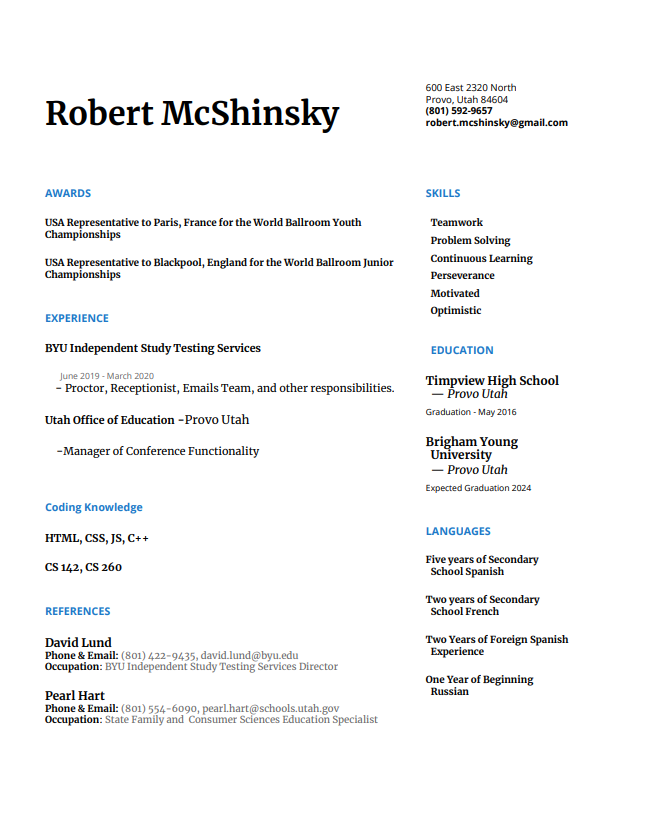 Robert McShinsky
600 East 2320 North
Provo, Utah 84604
(801) 592-9657
robert.mcshinsky@gmail.com
AWARDS
USA Representative to Paris, France for the World Ballroom Youth
Championships
USA Representative to Blackpool, England for the World Ballroom Junior
Championships
EXPERIENCE
BYU Independent Study Testing Services
June 2019 - March 2020
- Proctor, Receptionist, Emails Team, and other responsibilities.
Utah Office of Education -Provo Utah
-Manager of Conference Functionality
Coding Knowledge
HTML, CSS, JS, C++
CS 142, CS 260
REFERENCES
David Lund
Phone & Email: (801) 422-9435, david.lund@byu.edu
Occupation: BYU Independent Study Testing Services Director
Pearl Hart
Phone & Email: (801) 554-6090, pearl.hart@schools.utah.gov
Occupation: State Family and Consumer Sciences Education Specialist
SKILLS
Teamwork
Problem Solving
Continuous Learning
Perseverance
Motivated
Optimistic
EDUCATION
Timpview High School
— Provo Utah
Graduation - May 2016
Brigham Young
University
— Provo Utah
Expected Graduation 2024
LANGUAGES
Five years of Secondary
School Spanish
Two years of Secondary
School French
Two Years of Foreign Spanish
Experience
One Year of Beginning
Russian